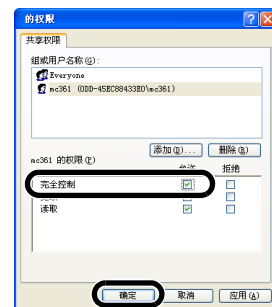 的权限
共享权限
组或用户名称(G):
Everyone
mc361 (ODD-45EC88433E0\mc361)
添加(D)... 删除(R)
mc361 的权限(P) 允许 拒绝
完全控制
读取
确定 取消 应用(A)